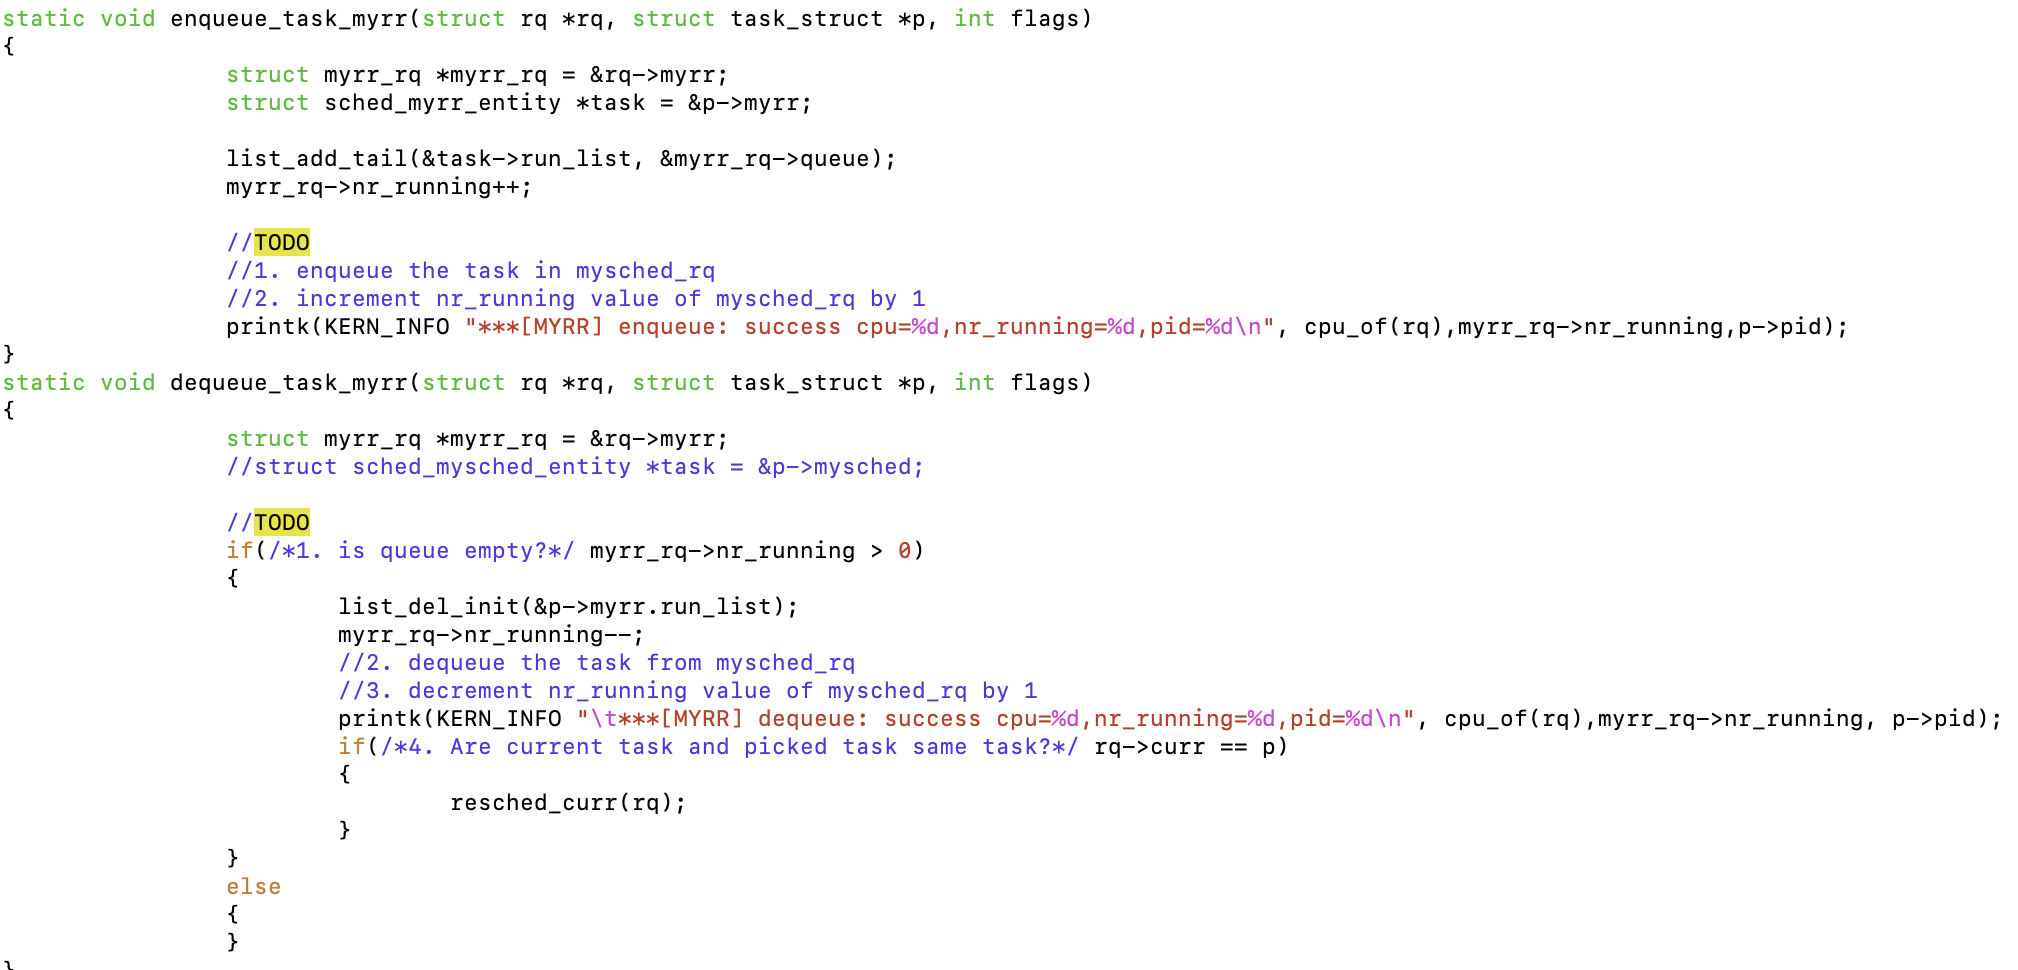 static void enqueue_task_myrr(struct rq *rq, struct task_struct *p, int flags)
{
struct myrr_rq *myrr_rq = &rq->myrr;
struct sched_myrr_entity *task = &p->myrr;
list_add_tail(&task->run_list, &myrr_rq->queue);
myrr_rq->nr_running++;
//TODO
//1. enqueue the task in mysched_rq
//2. increment nr_running value of mysched_rq by 1
printk(KERN_INFO "***[MYRR] enqueue: success cpu=%d,nr_running=%d,pid=%d\n", cpu_of(rq),myrr_rq->nr_running,p->pid);
}
static void dequeue_task_myrr(struct rq *rq, struct task_struct *p, int flags)
{
struct myrr_rq *myrr_rq = &rq->myrr;
//struct sched_mysched_entity *task = &p->mysched;
//TODO
if(/*1. is queue empty?*/ myrr_rq->nr_running > 0)
{
list_del_init(&p->myrr.run_list);
myrr_rq->nr_running--;
//2. dequeue the task from mysched_rq
//3. decrement nr_running value of mysched_rq by 1
printk(KERN_INFO "\t***[MYRR] dequeue: success cpu=%d,nr_running=%d,pid=%d\n", cpu_of(rq),myrr_rq->nr_running, p->pid);
if(/*4. Are current task and picked task same task?*/ rq->curr == p)
{
resched_curr(rq);
}
}
else
{
}
}